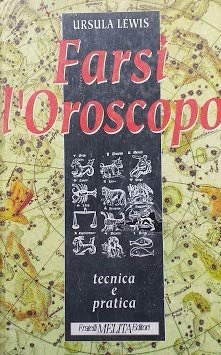 URSULA LEWIS
Farsi
l'Oroscopo
tecnica
e
pratica
Fratelli MELITA Editori